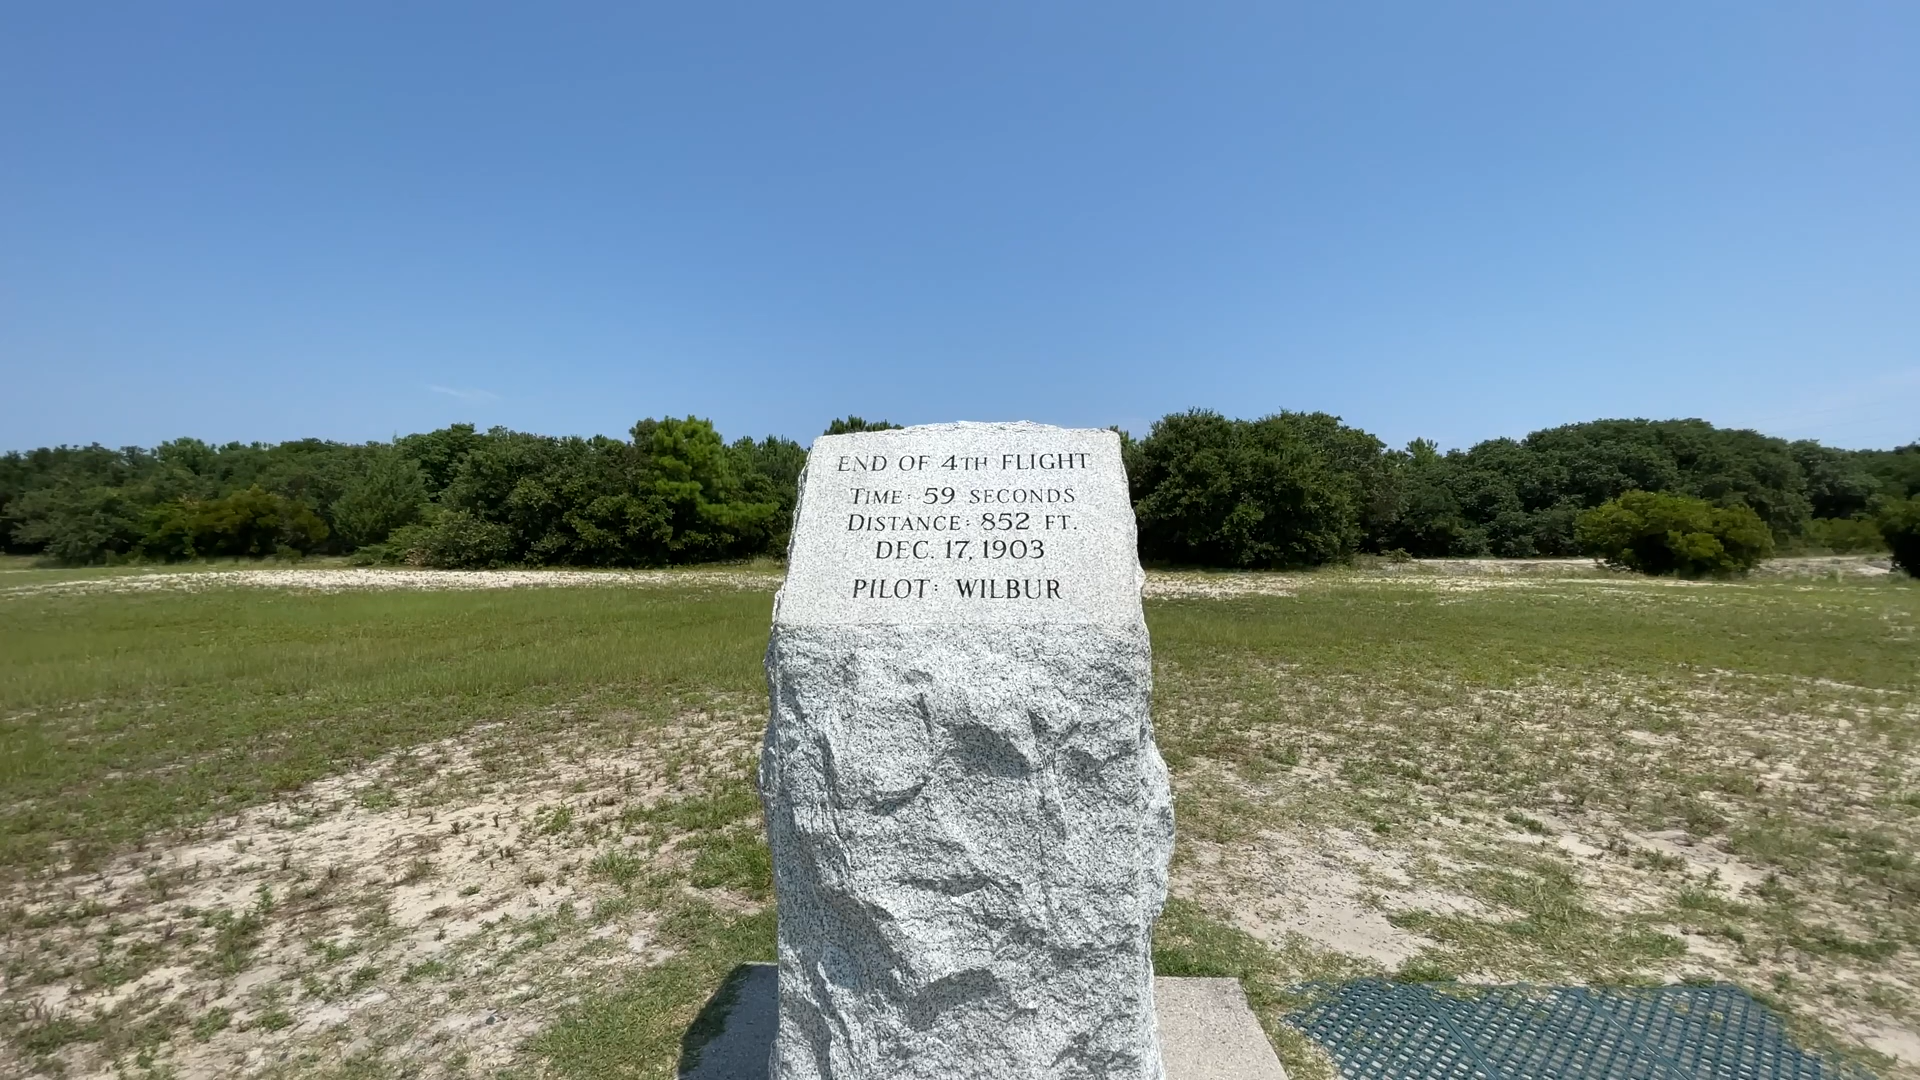 END OF 4TH FLIGHT
TIME: 59 SECONDS
DISTANCE: 852 FT.
DEC. 17, 1903
PILOT: WILBUR